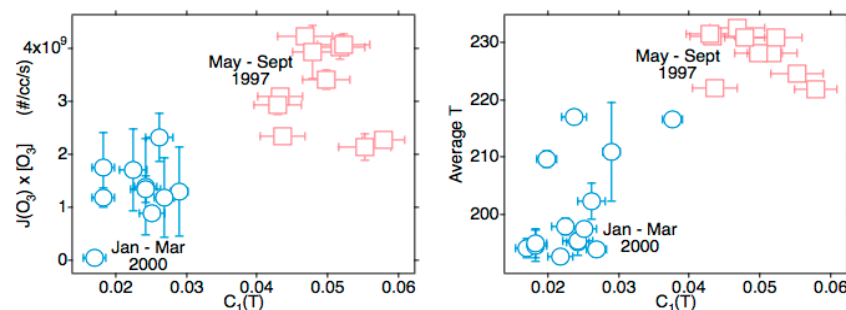 J(O3) x [O3]    (#/cc/s)
4x10⁹
3
2
1
0
May - Sept
1997
Jan - Mar
2000
0.02 0.03 0.04 0.05 0.06
C1(T)
Average T
230
220
210
200
May - Sept
1997
Jan - Mar
2000
0.02 0.03 0.04 0.05 0.06
C1(T)